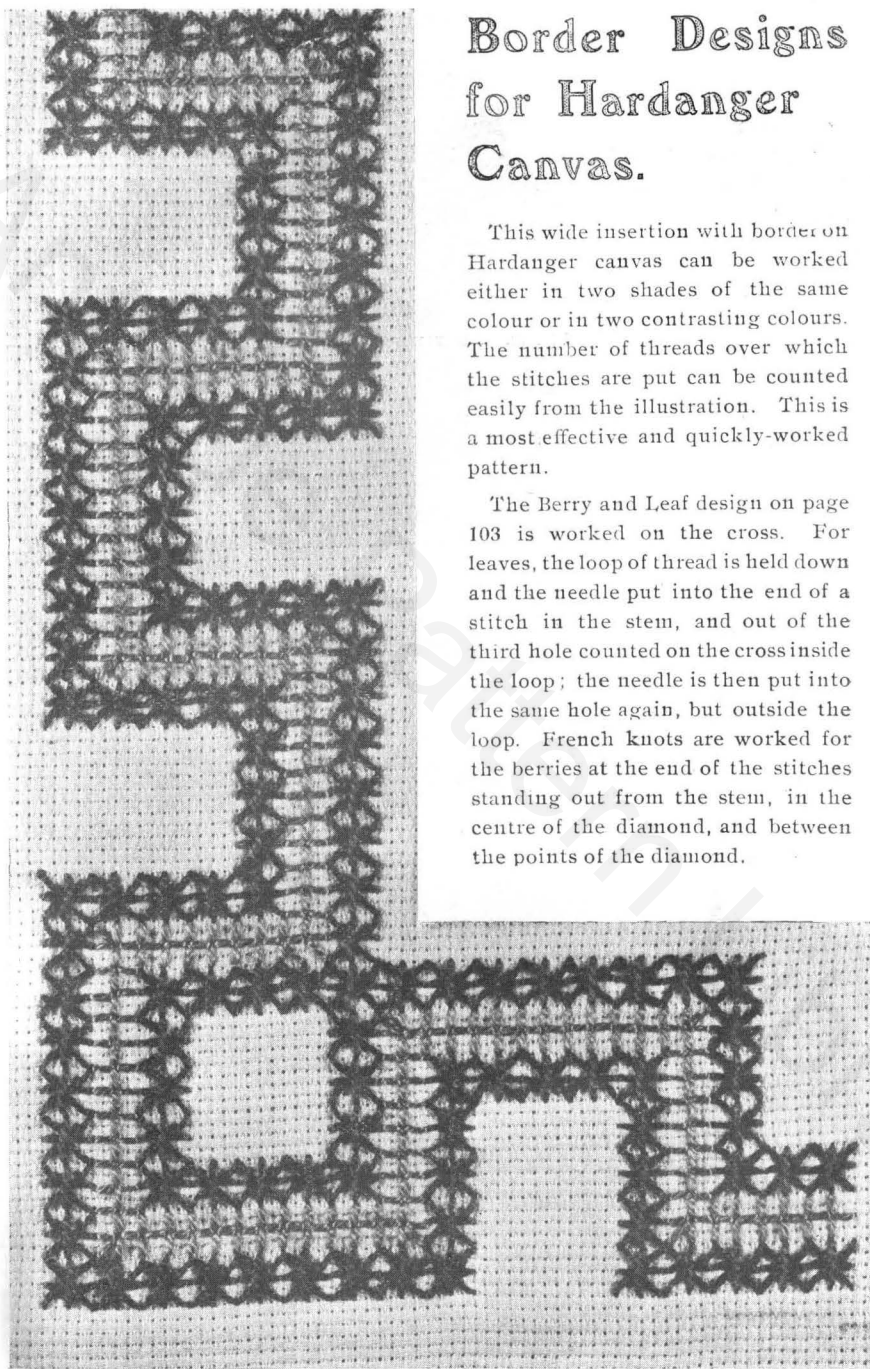 Border Designs
for Hardanger
Canvas.
This wide insertion with border on
Hardanger canvas can be worked
either in two shades of the same
colour or in two contrasting colours.
The number of threads over which
the stitches are put can be counted
easily from the illustration. This is
a most effective and quickly-worked
pattern.
The Berry and Leaf design on page
103 is worked on the cross. For
leaves, the loop of thread is held down
and the needle put into the end of a
stitch in the stem, and out of the
third hole counted on the cross inside
the loop; the needle is then put into
the same hole again, but outside the
loop. French knots are worked for
the berries at the end of the stitches
standing out from the stem, in the
centre of the diamond, and between
the points of the diamond.